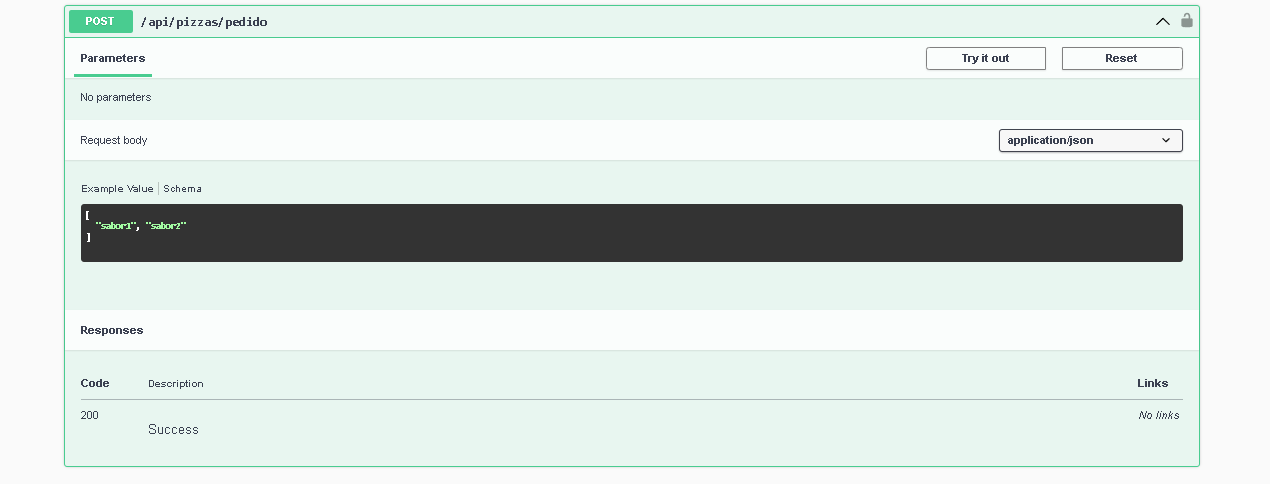 POST /api/pizzas/pedido
Parameters Try it out Reset
No parameters
Request body application/json
Example Value Schema
[
"sabor1", "sabor2"
]
Responses
Code Description Links
200 Success No links